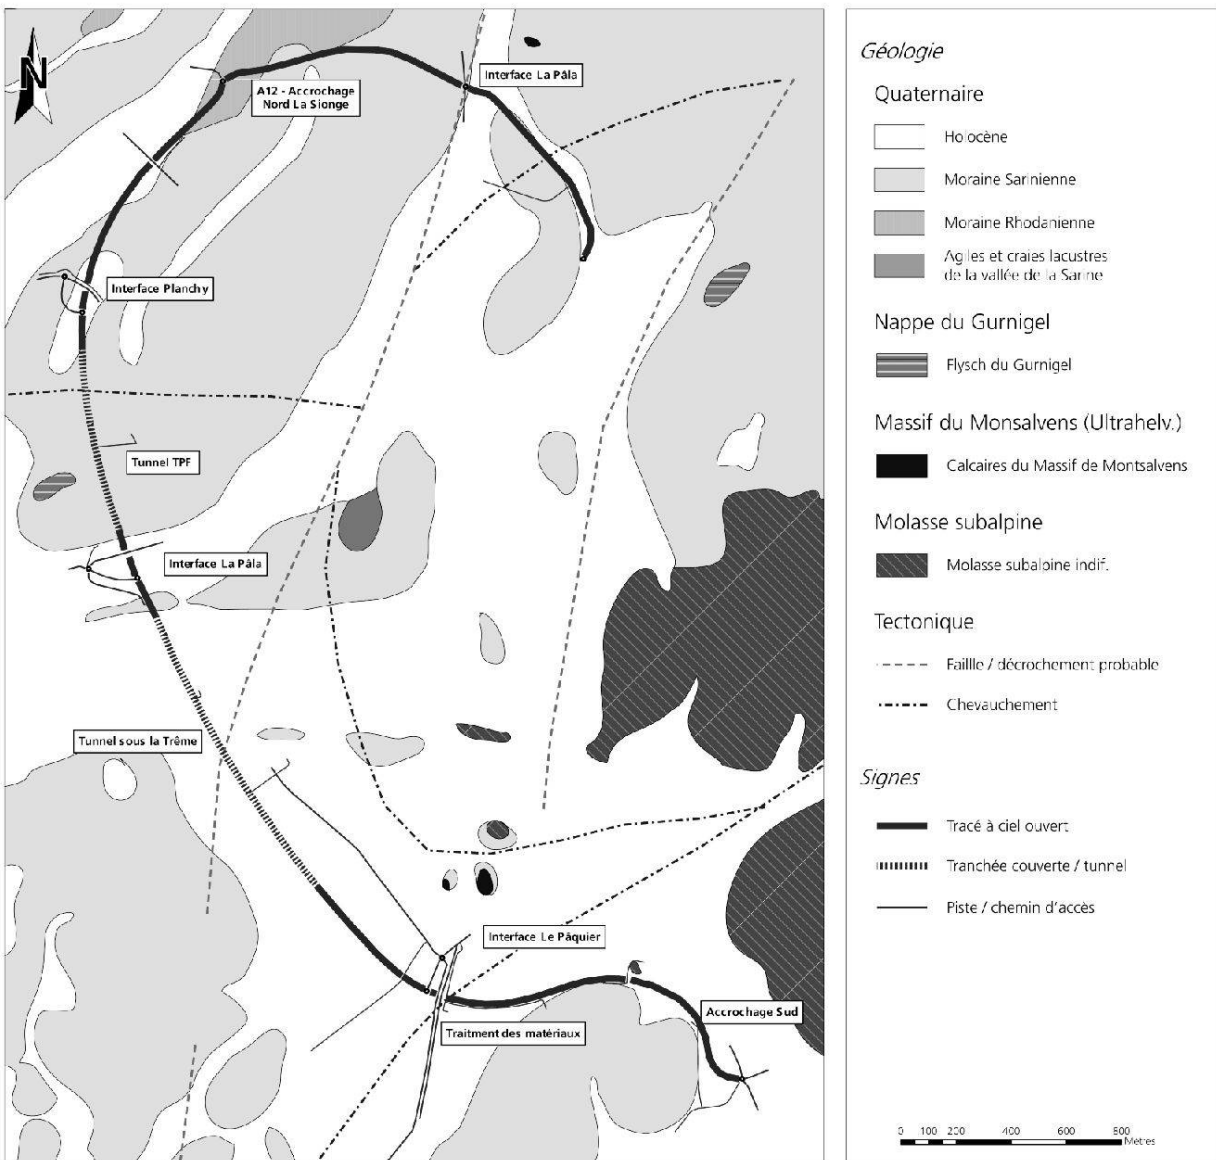 N
A12 - Accrochage
Nord La Sionge
Interface La Pâla
Interface Planchy
Tunnel TPF
Interface La Pâla
Tunnel sous la Trême
Interface Le Pâquier
Traitment des matériaux
Accrochage Sud
Géologie
Quaternaire
Holocène
Moraine Sarinienne
Moraine Rhodanienne
Agiles et craies lacustres
de la vallée de la Sarine
Nappe du Gurnigel
Flysch du Gurnigel
Massif du Monsalvens (Ultrahelv.)
Calcaires du Massif de Montsalvens
Molasse subalpine
Molasse subalpine indif.
Tectonique
Faillle / décrochement probable
Chevauchement
Signes
Tracé à ciel ouvert
Tranchée couverte / tunnel
Piste / chemin d'accès
0 100 200 400 600 800
Mètres